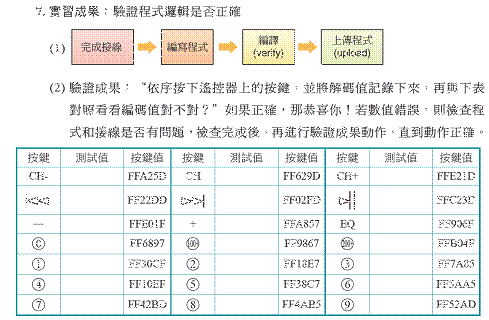 7. 實習成果：驗證程式邏輯是否正確
(1) 完成接線 編寫程式 編譯 (verity) 上傳程式 (upload)
(2) 驗證成果：“依序按下遙控器上的按鍵，並將解碼值記錄下來，再與下表
對照看看編碼值對不對？”如果正確，那恭喜你！若數值錯誤，則檢查程
式和接線是否有問題，檢查完成後，再進行驗證成果動作，直到動作正確。
按鍵 測試值 按鍵值 按鍵 測試值 按鍵值 按鍵 測試值 按鍵值
CH- FFA25D CH FF629D CH+ FFE21D
|<< FF22DD >>| FF02FD >|| FFC23D
— FFE01F + FFA857 EQ FF906F
0 FF6897 100+ FF9867 200+ FFB04F
1 FF30CF 2 FF18E7 3 FF7A85
4 FF10EF 5 FF38C7 6 FF5AA5
7 FF42BD 8 FF4AB5 9 FF52AD